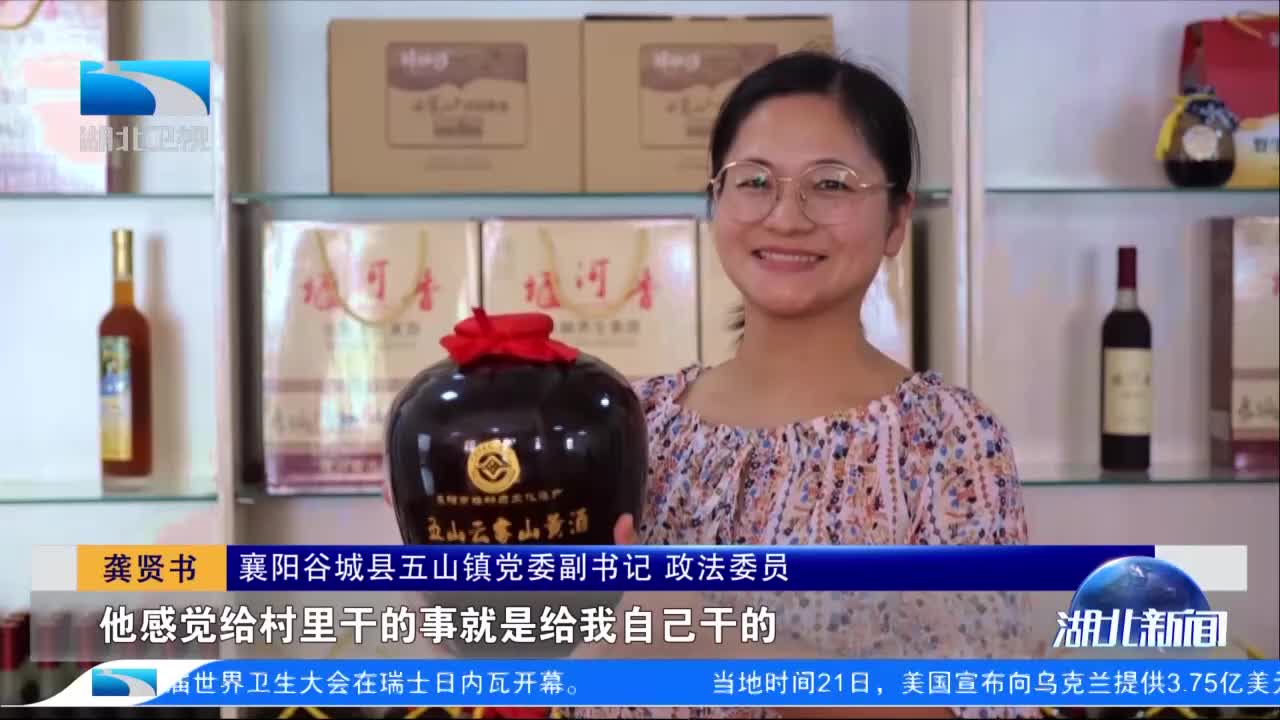 湖北卫视
堰河香
堰河香
五山云雾山黄酒
龚贤书
襄阳谷城县五山镇党委副书记 政法委员
他感觉给村里干的事就是给我自己干的
湖北新闻
届世界卫生大会在瑞士日内瓦开幕。 当地时间21日，美国宣布向乌克兰提供3.75亿美